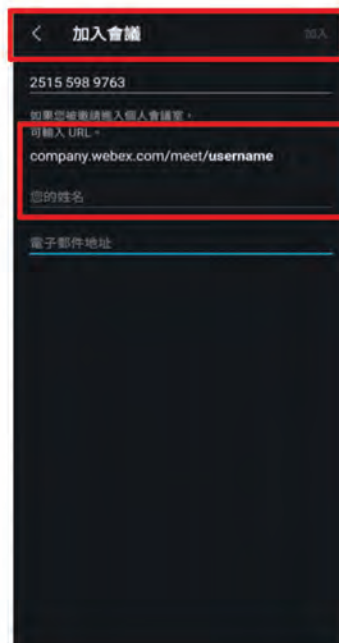 加入會議 加入
2515 598 9763
如果您被邀請進入個人會議室，
可輸入 URL。
company.webex.com/meet/username
您的姓名
電子郵件地址